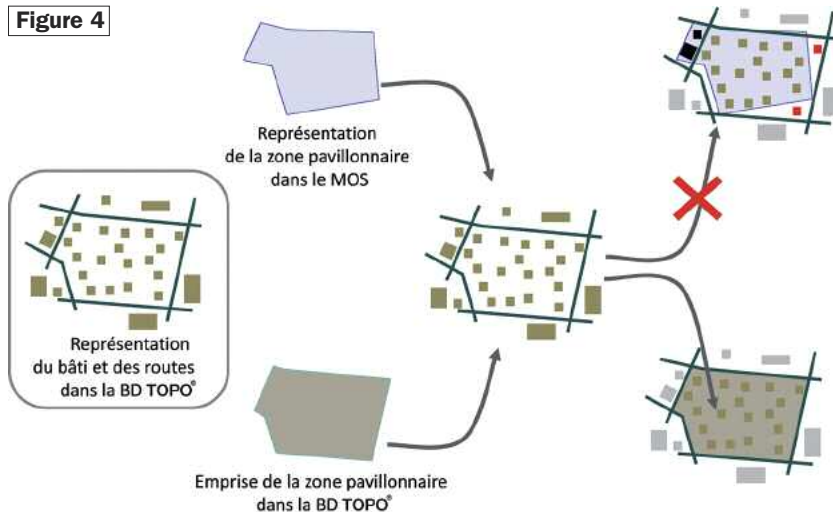 Figure 4
Représentation
de la zone pavillonnaire
dans le MOS
Représentation
du bâti et des routes
dans la BD TOPO®
Emprise de la zone pavillonnaire
dans la BD TOPO®